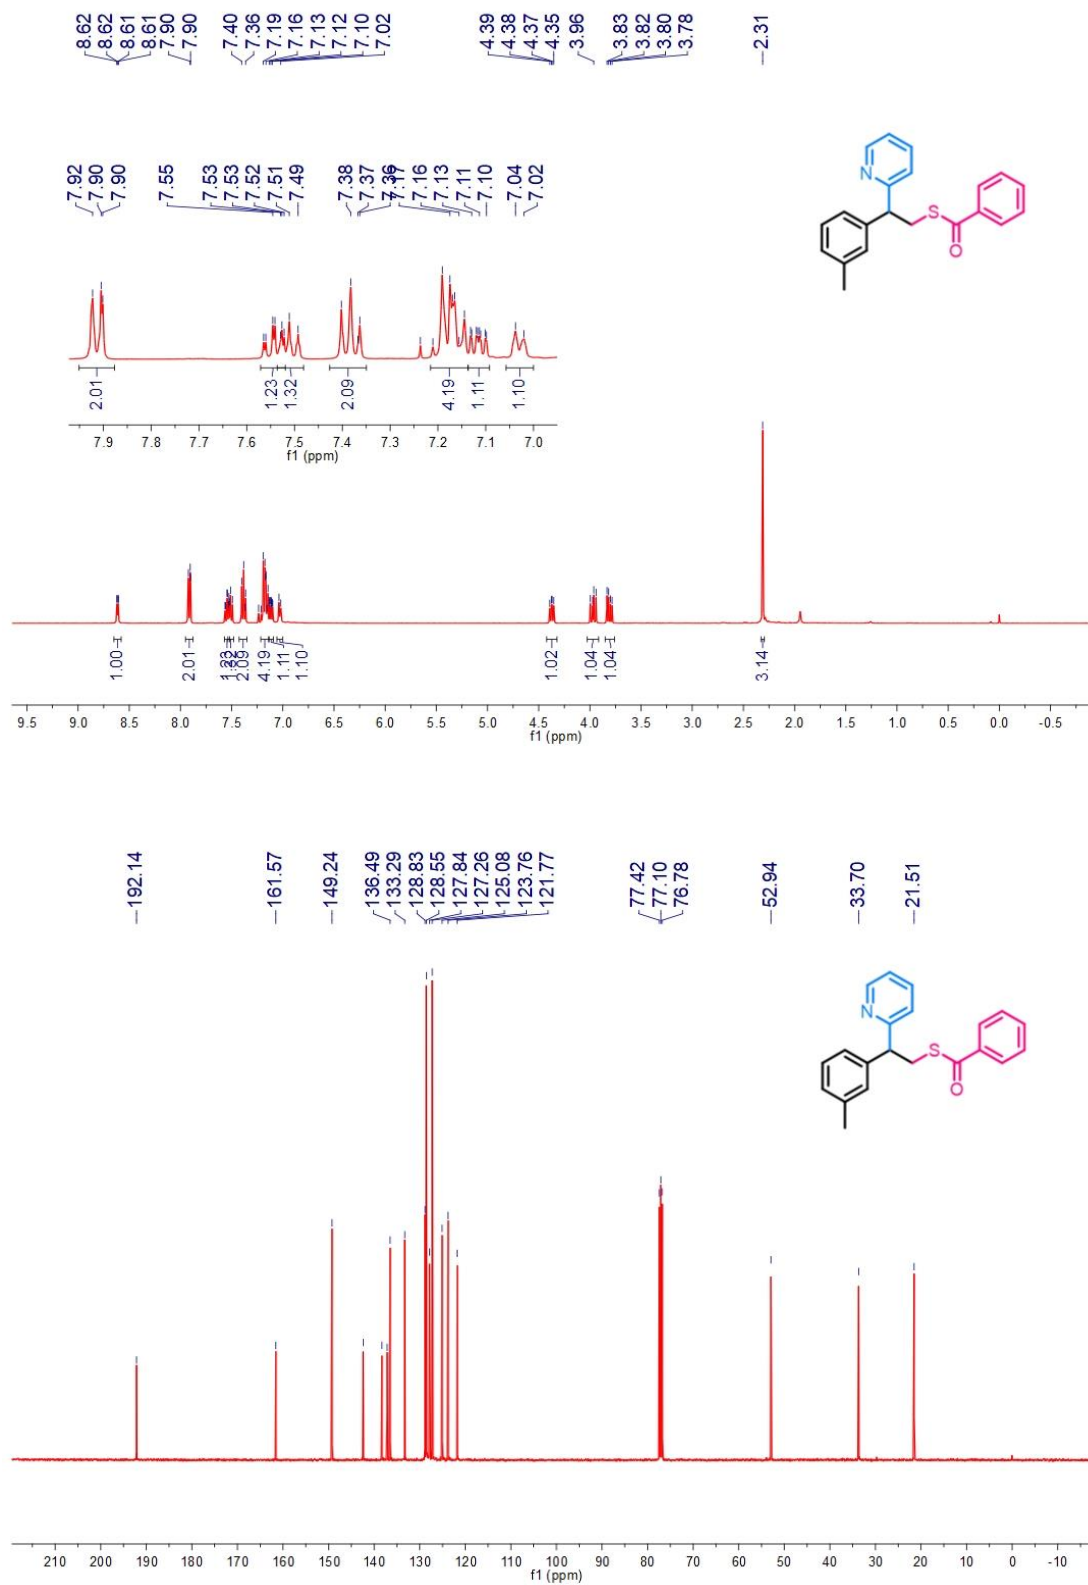 8.62 8.62 8.61 8.61 7.90 7.90 7.40 7.36 7.19 7.16 7.13 7.12 7.10 7.02 4.39 4.38 4.37 4.35 3.96 3.83 3.82 3.80 3.78 2.31
7.92 7.90 7.90 7.55 7.53 7.53 7.52 7.51 7.49 7.38 7.37 7.36 7.17 7.16 7.13 7.11 7.10 7.04 7.02
N
S
O
2.01 1.23 1.32 2.09 4.19 1.11 1.10
7.9 7.8 7.7 7.6 7.5 7.4 7.3 7.2 7.1 7.0
f1 (ppm)
1.00 2.01 1.23 1.32 2.09 4.19 1.11 1.10 1.02 1.04 1.04 3.14
9.5 9.0 8.5 8.0 7.5 7.0 6.5 6.0 5.5 5.0 4.5 4.0 3.5 3.0 2.5 2.0 1.5 1.0 0.5 0.0 -0.5
f1 (ppm)
192.14 161.57 149.24 136.49 133.29 128.83 128.55 127.84 127.26 125.08 123.76 121.77 77.42 77.10 76.78 52.94 33.70 21.51
N
S
O
210 200 190 180 170 160 150 140 130 120 110 100 90 80 70 60 50 40 30 20 10 0 -10
f1 (ppm)